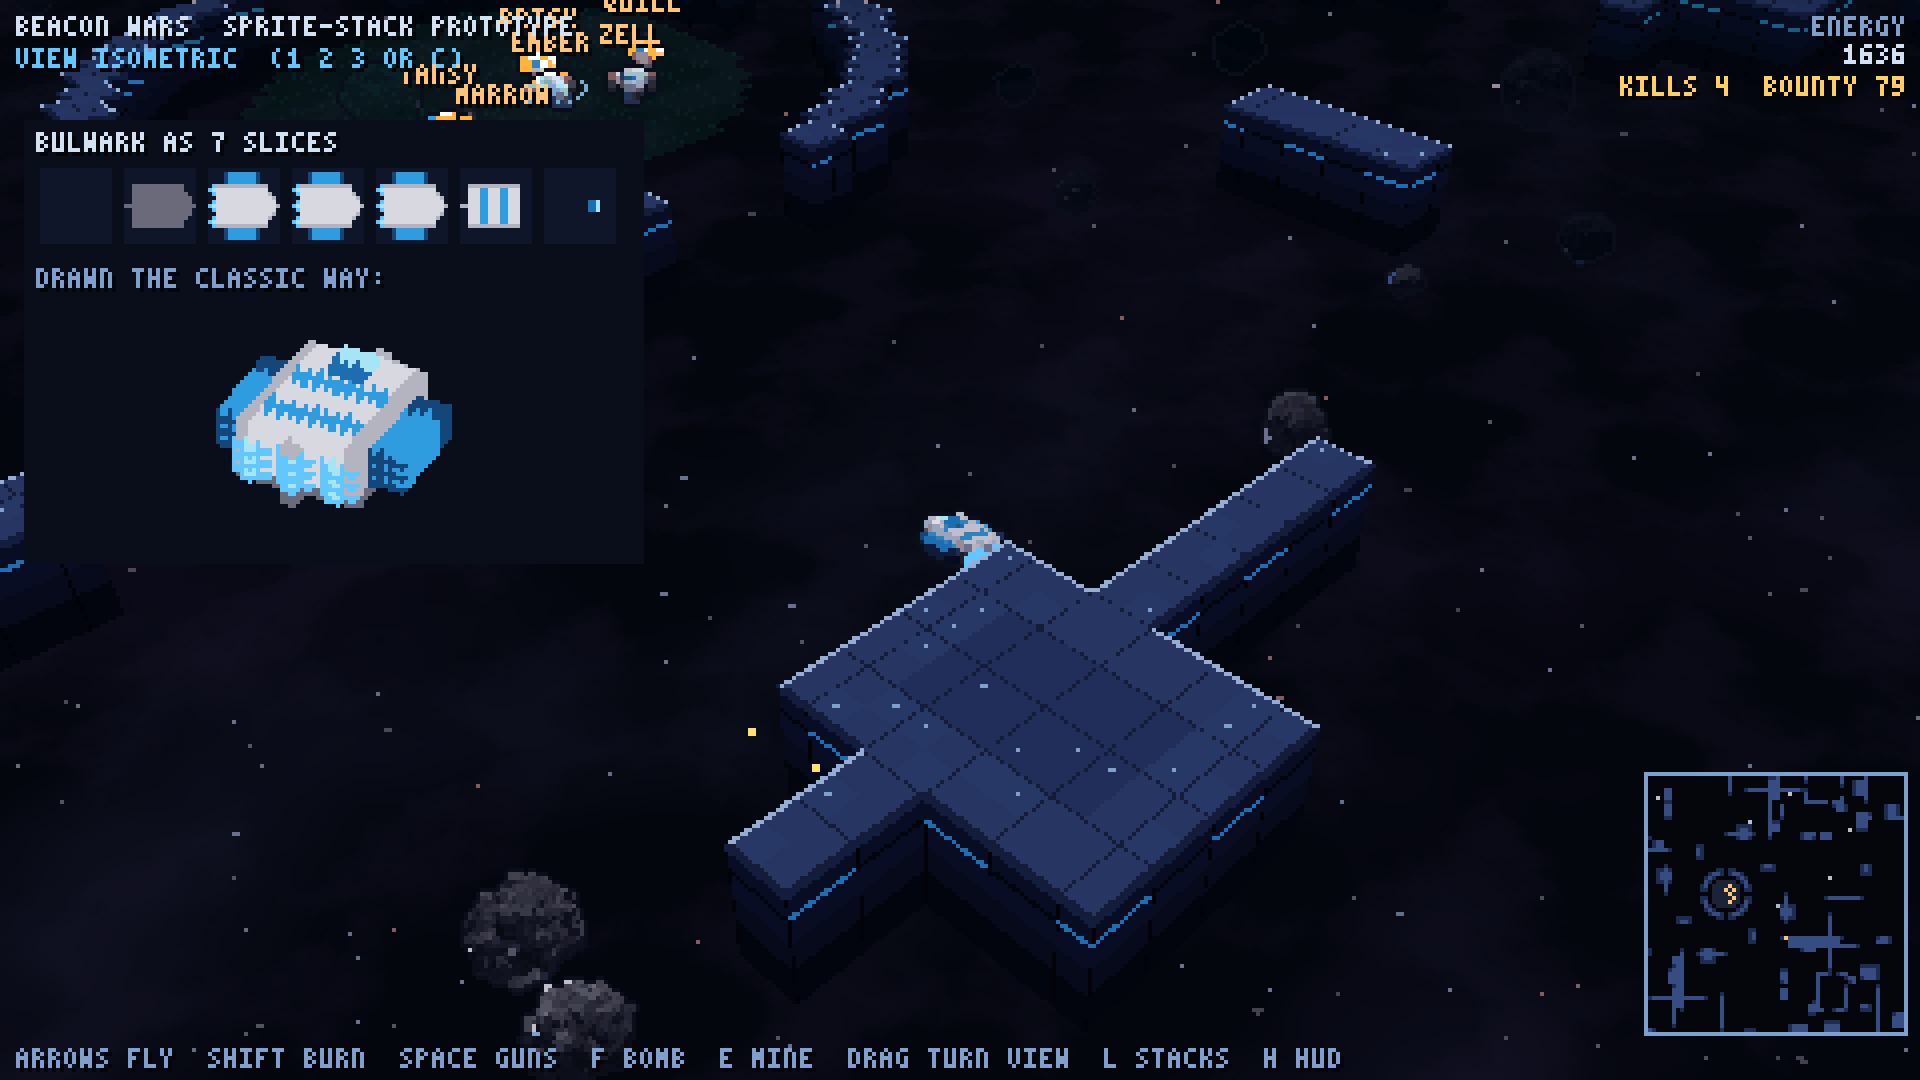 BEACON WARS SPRITE-STACK PROTOTYPE
VIEW ISOMETRIC (1 2 3 OR C)
EMBER ZELL
TANSY
MARROW
ENERGY
1636
KILLS 4 BOUNTY 79
BULWARK AS 7 SLICES
DRAWN THE CLASSIC WAY:
ARROWS FLY SHIFT BURN SPACE GUNS F BOMB E MINE DRAG TURN VIEW L STACKS H HUD